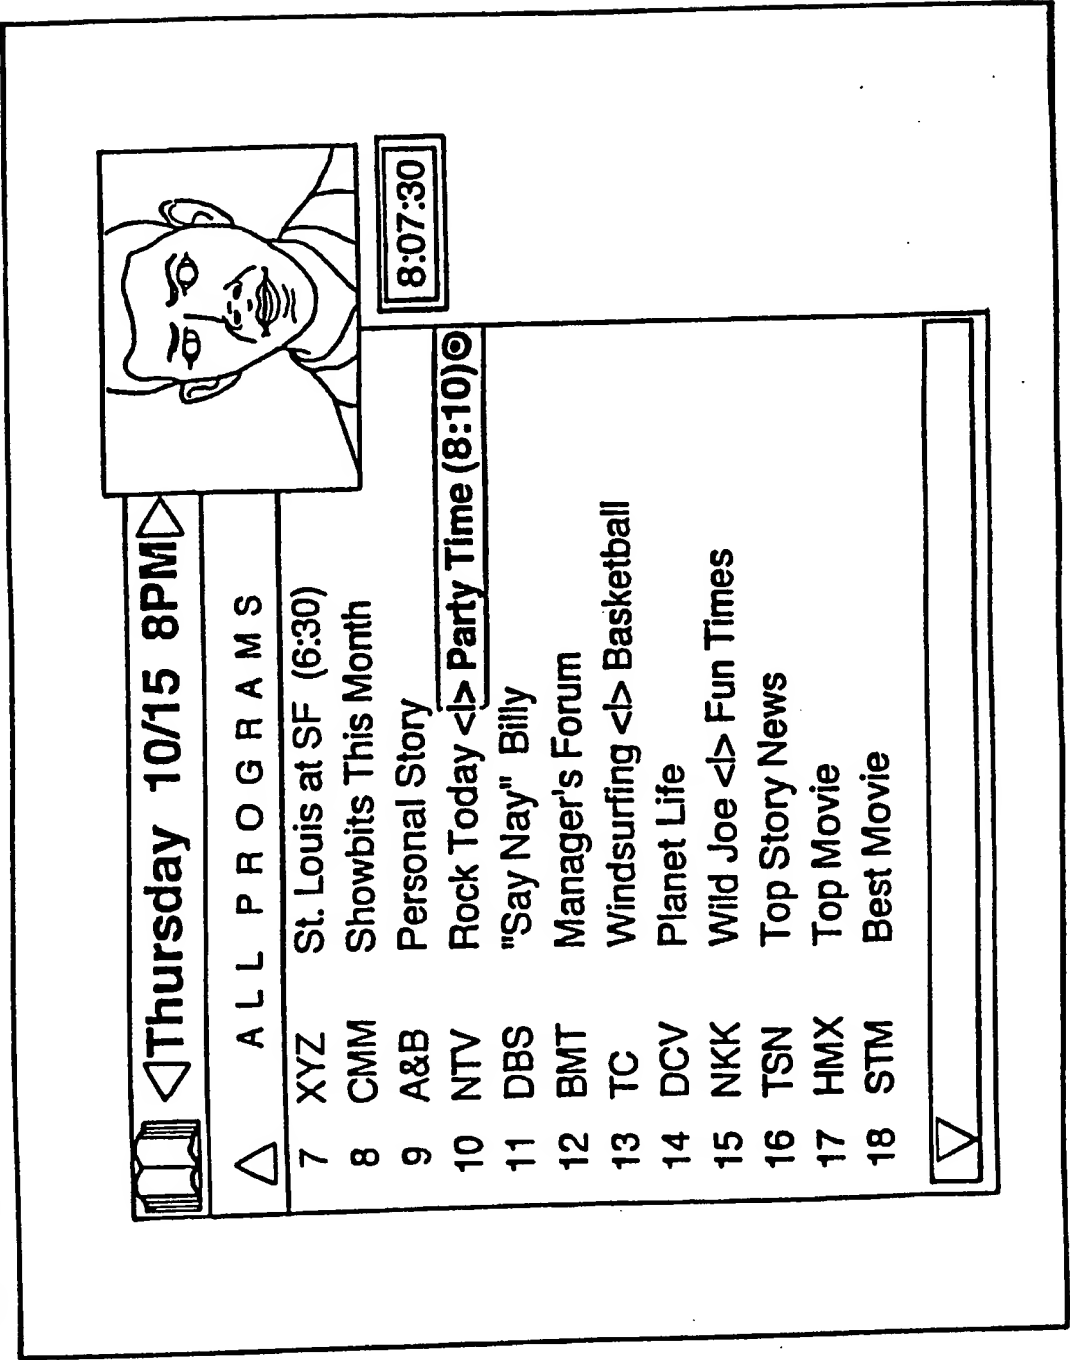 ◁Thursday 10/15 8PM▷
ALL PROGRAMS
8:07:30
7 XYZ St. Louis at SF (6:30)
8 CMM Showbits This Month
9 A&B Personal Story
10 NTV Rock Today <|> Party Time (8:10)⊙
11 DBS "Say Nay" Billy
12 BMT Manager's Forum
13 TC Windsurfing <|> Basketball
14 DCV Planet Life
15 NKK Wild Joe <|> Fun Times
16 TSN Top Story News
17 HMX Top Movie
18 STM Best Movie